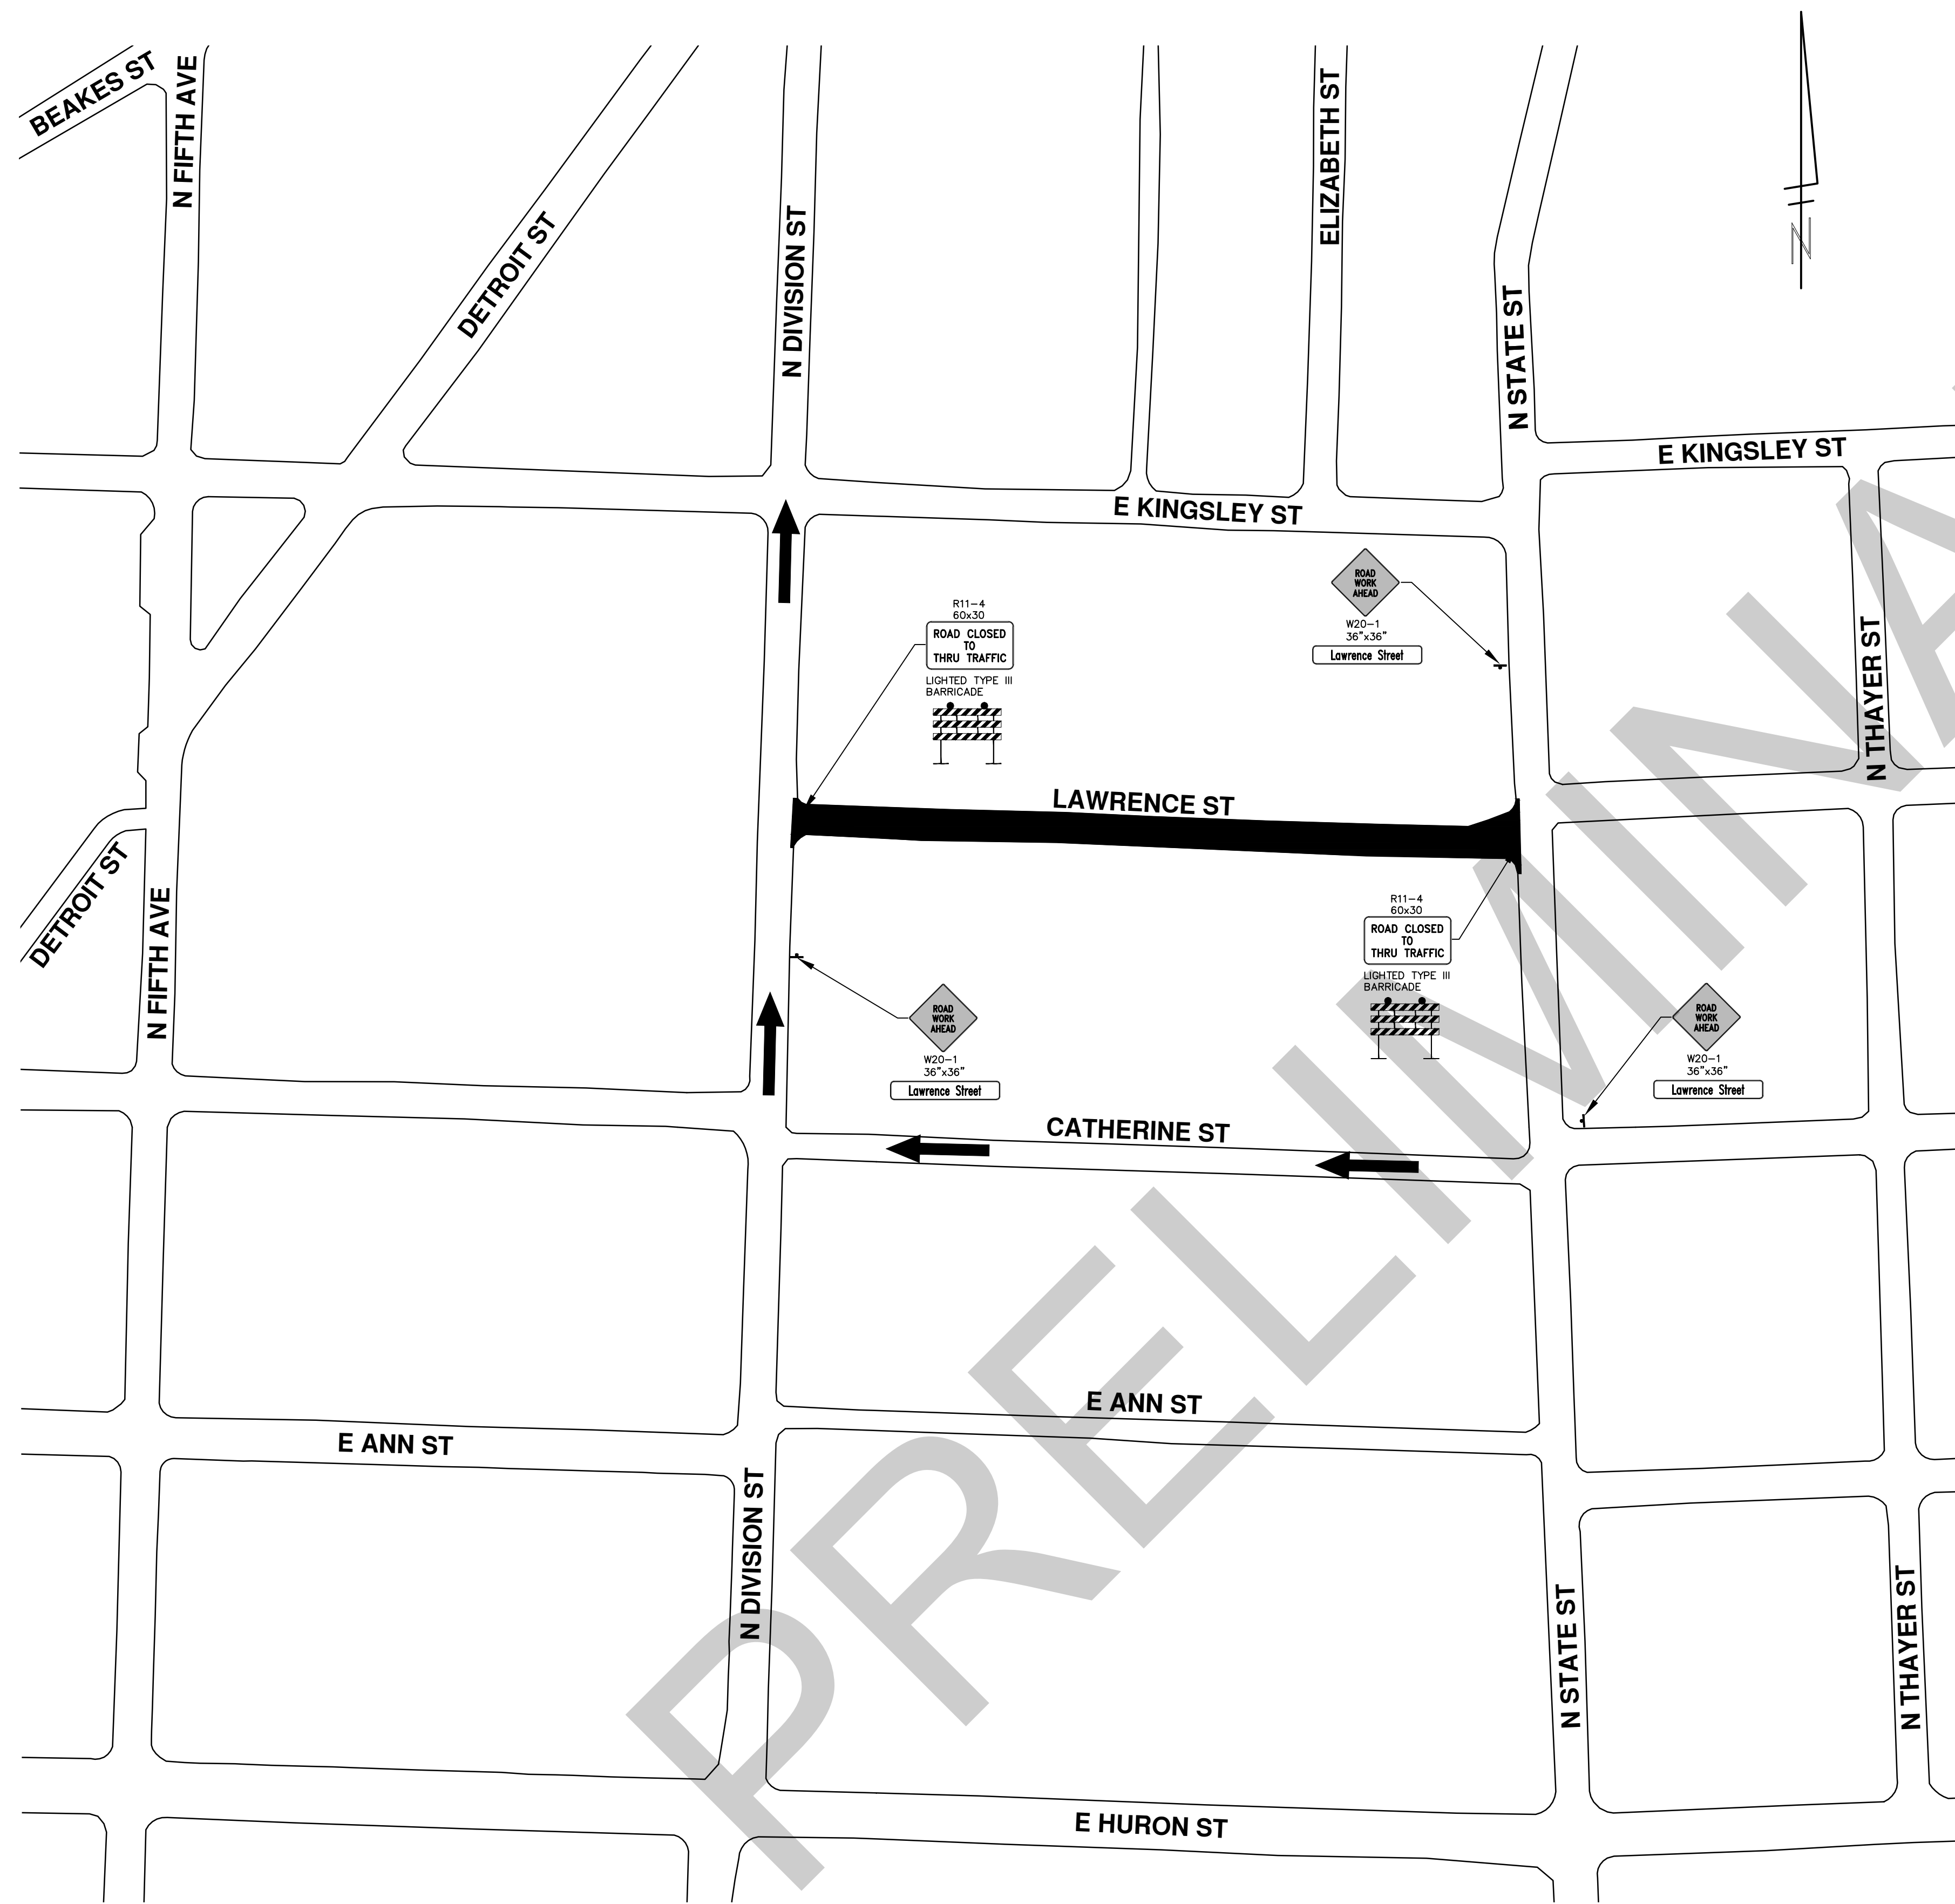 BEAKES ST
N FIFTH AVE
DETROIT ST
N DIVISION ST
ELIZABETH ST
N STATE ST
N
E KINGSLEY ST
E KINGSLEY ST
ROAD
WORK
AHEAD
W20-1
36"x36"
Lawrence Street
R11-4
60x30
ROAD CLOSED
TO
THRU TRAFFIC
LIGHTED TYPE III
BARRICADE
N THAYER ST
LAWRENCE ST
DETROIT ST
N FIFTH AVE
R11-4
60x30
ROAD CLOSED
TO
THRU TRAFFIC
LIGHTED TYPE III
BARRICADE
ROAD
WORK
AHEAD
W20-1
36"x36"
Lawrence Street
ROAD
WORK
AHEAD
W20-1
36"x36"
Lawrence Street
CATHERINE ST
E ANN ST
E ANN ST
N DIVISION ST
N STATE ST
N THAYER ST
E HURON ST
PRELIMINA